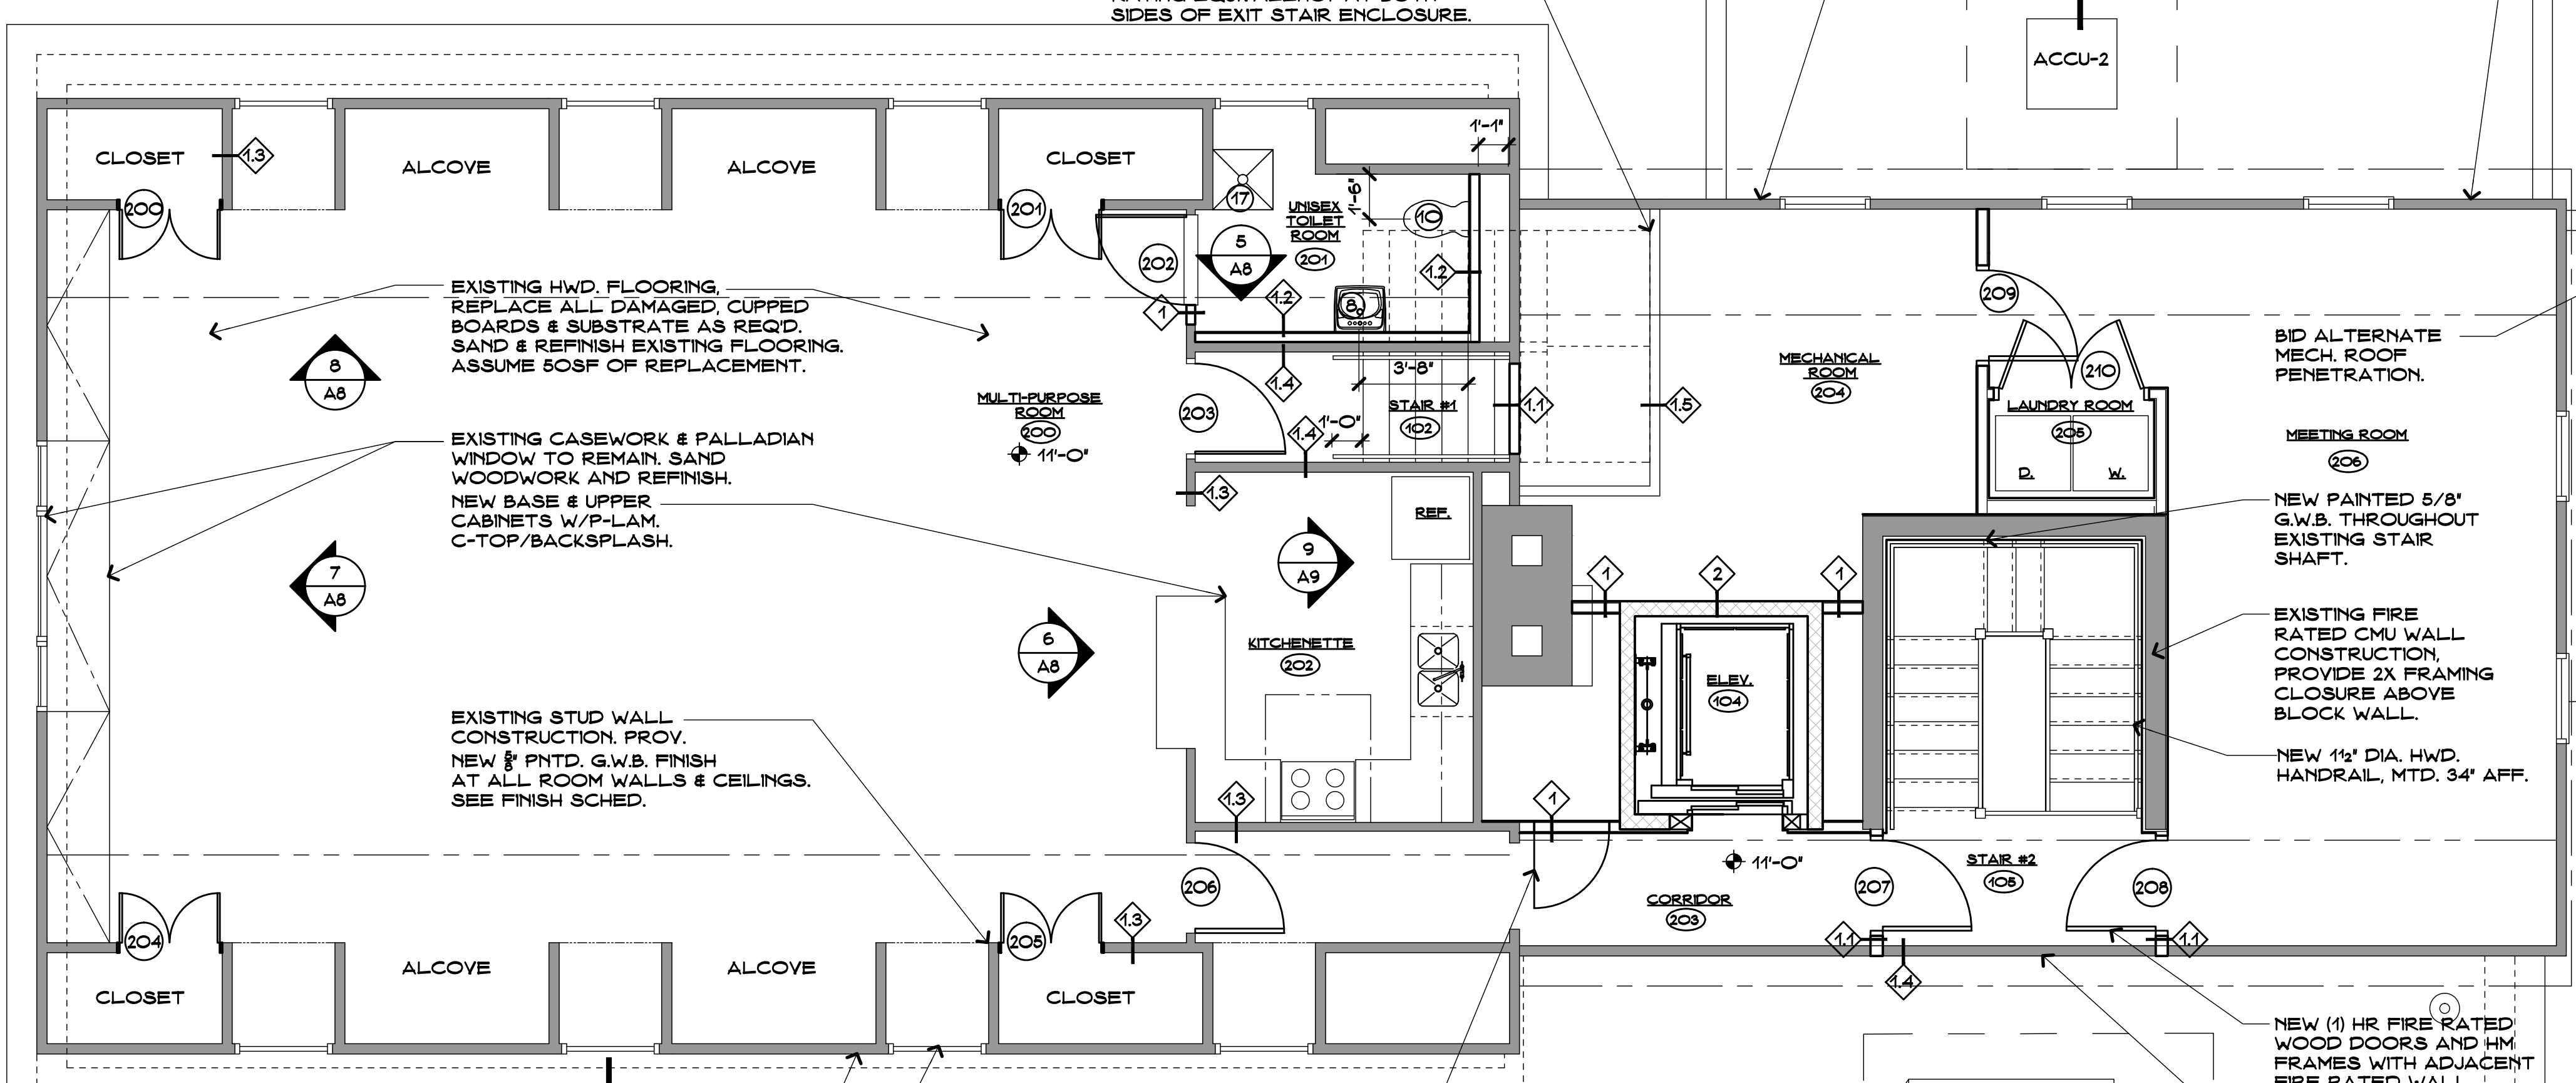 SIDES OF EXIT STAIR ENCLOSURE.
ACCU-2
1'-1"
CLOSET
1.3
ALCOVE
ALCOVE
CLOSET
17
UNISEX
TOILET
ROOM
201
1'-6"
10
200
201
202
5
A8
1.2
1.2
8
1
209
EXISTING HWD. FLOORING,
REPLACE ALL DAMAGED, CUPPED
BOARDS & SUBSTRATE AS REQ'D.
SAND & REFINISH EXISTING FLOORING.
ASSUME 50SF OF REPLACEMENT.
8
A8
MULTI-PURPOSE
ROOM
200
11'-0"
203
1.4
3'-8"
STAIR #1
102
1'-0"
1.4
1.1
1.5
MECHANICAL
ROOM
204
210
LAUNDRY ROOM
205
D.
W.
BID ALTERNATE
MECH. ROOF
PENETRATION.
MEETING ROOM
206
EXISTING CASEWORK & PALLADIAN
WINDOW TO REMAIN. SAND
WOODWORK AND REFINISH.
NEW BASE & UPPER
CABINETS W/P-LAM.
C-TOP/BACKSPLASH.
1.3
REF.
NEW PAINTED 5/8"
G.W.B. THROUGHOUT
EXISTING STAIR
SHAFT.
7
A8
9
A9
1
2
1
6
A8
KITCHENETTE
202
ELEV.
104
EXISTING FIRE
RATED CMU WALL
CONSTRUCTION,
PROVIDE 2X FRAMING
CLOSURE ABOVE
BLOCK WALL.
EXISTING STUD WALL
CONSTRUCTION. PROV.
NEW 5/8" PNTD. G.W.B. FINISH
AT ALL ROOM WALLS & CEILINGS.
SEE FINISH SCHED.
1.3
1
NEW 1 1/2" DIA. HWD.
HANDRAIL, MTD. 34" AFF.
206
11'-0"
CORRIDOR
203
207
STAIR #2
105
208
204
205
1.3
1.1
1.4
1.1
CLOSET
ALCOVE
ALCOVE
CLOSET
NEW (1) HR FIRE RATED
WOOD DOORS AND HM
FRAMES WITH ADJACENT
FIRE RATED WALL